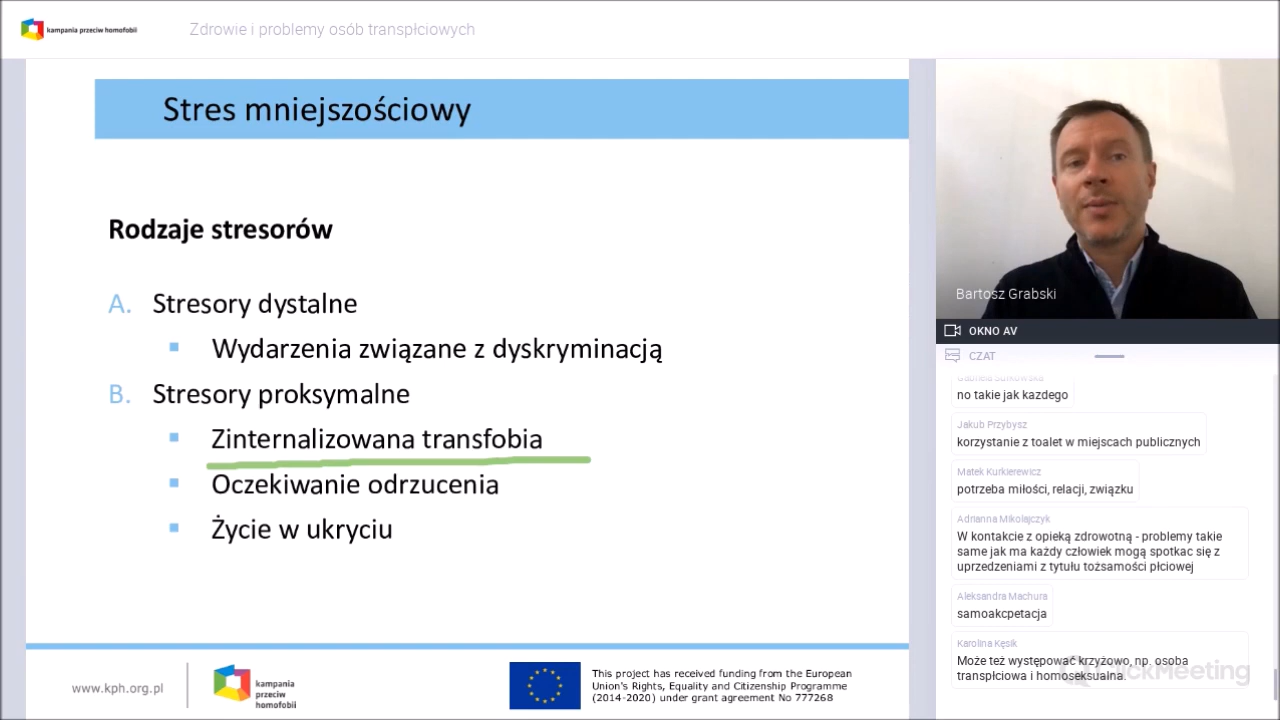 kampania przeciw homofobii
Zdrowie i problemy osób transpłciowych
Stres mniejszościowy
Rodzaje stresorów
A. Stresory dystalne
▪ Wydarzenia związane z dyskryminacją
B. Stresory proksymalne
▪ Zinternalizowana transfobia
▪ Oczekiwanie odrzucenia
▪ Życie w ukryciu
www.kph.org.pl
kampania
przeciw
homofobii
This project has received funding from the European
Union's Rights, Equality and Citizenship Programme
(2014-2020) under grant agreement No 777268
Bartosz Grabski
OKNO AV
CZAT
no takie jak kazdego
Jakub Przybysz
korzystanie z toalet w miejscach publicznych
Matek Kurkierewicz
potrzeba miłości, relacji, związku
Adrianna Mikolajczyk
W kontakcie z opieką zdrowotną - problemy takie
same jak ma każdy człowiek mogą spotkac się z
uprzedzeniami z tytułu tożsamości płciowej
Aleksandra Machura
samoakcpetacja
Karolina Kęsik
Może też występować krzyżowo, np. osoba
transpłciowa i homoseksualna.
ClickMeeting